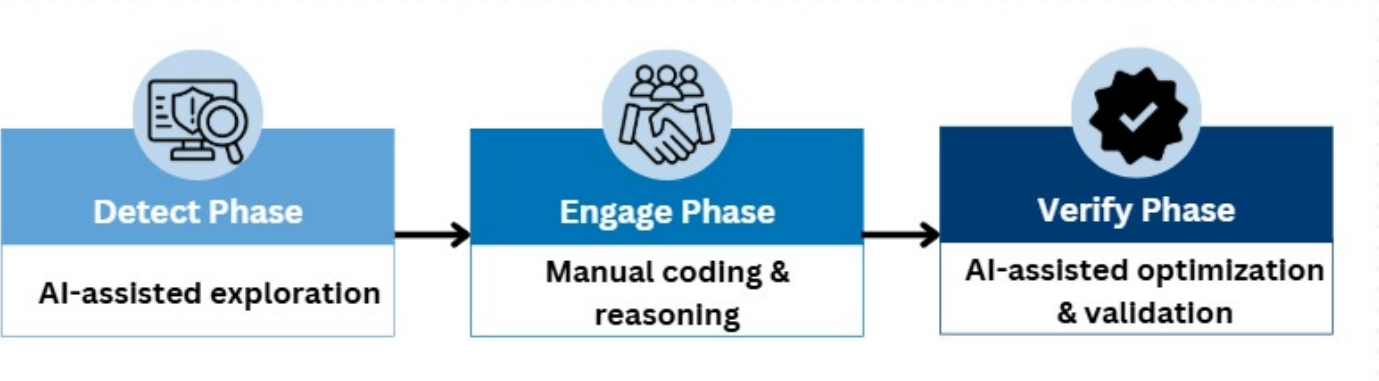 Detect Phase
AI-assisted exploration
Engage Phase
Manual coding &
reasoning
Verify Phase
AI-assisted optimization
& validation